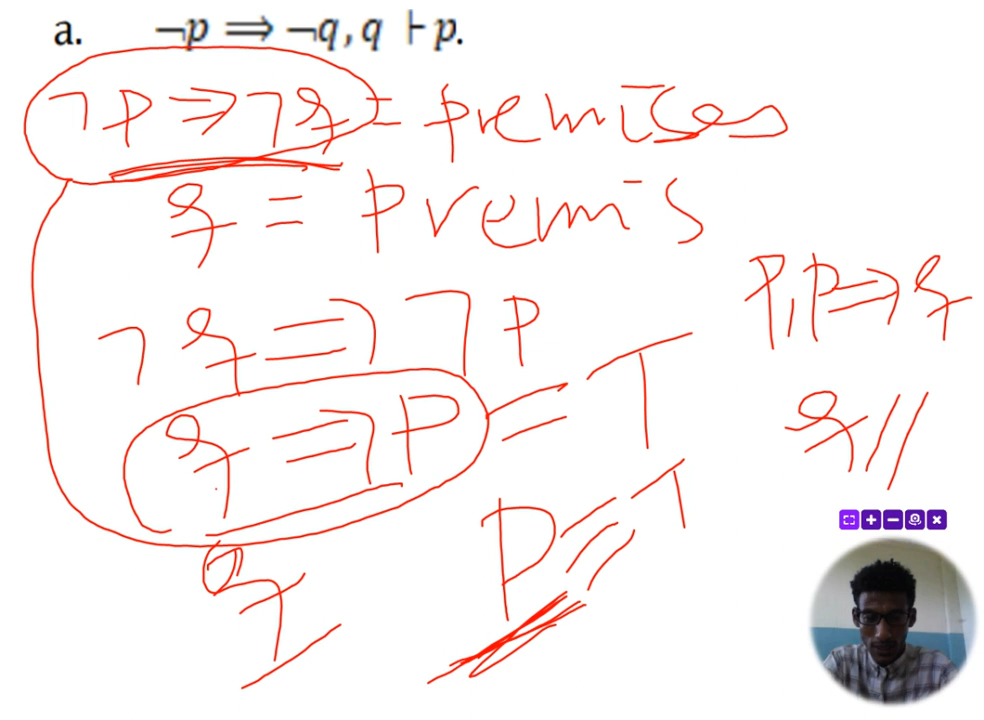 a. ¬p ⟹ ¬q, q ⊢ p.
¬p ⇒ ¬q = premises
q = premis
p, p ⇒ q
¬q ⇒ ¬p
q ⇒ p = T
q //
q
p = T